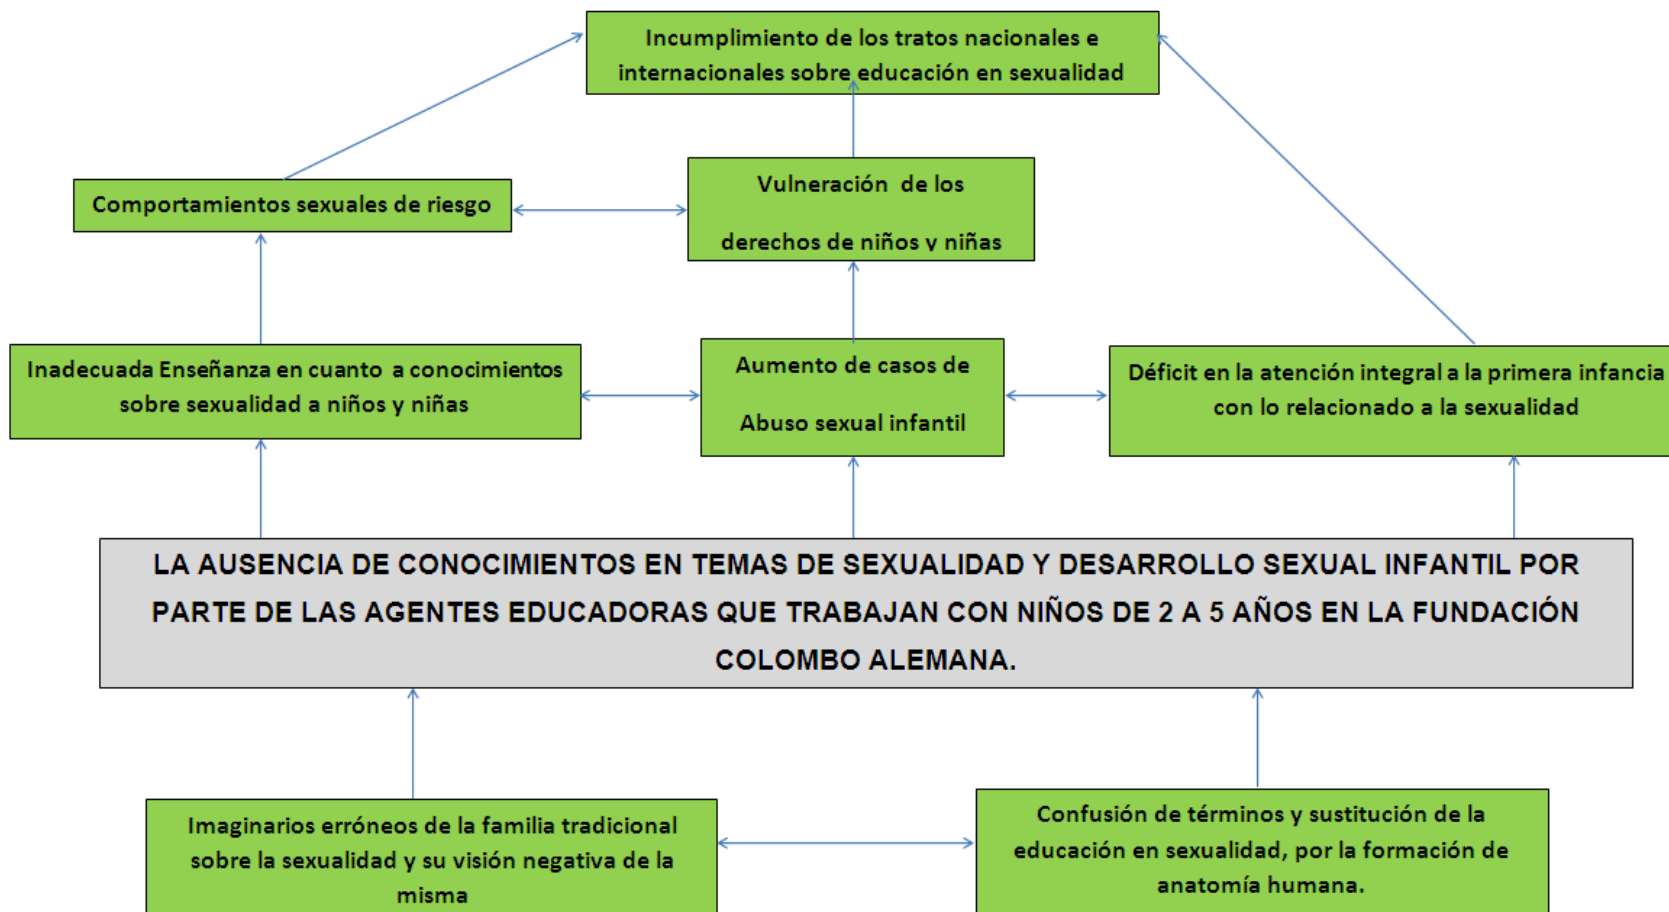 Incumplimiento de los tratos nacionales e
internacionales sobre educación en sexualidad
Comportamientos sexuales de riesgo
Vulneración de los
derechos de niños y niñas
Inadecuada Enseñanza en cuanto a conocimientos
sobre sexualidad a niños y niñas
Aumento de casos de
Abuso sexual infantil
Déficit en la atención integral a la primera infancia
con lo relacionado a la sexualidad
LA AUSENCIA DE CONOCIMIENTOS EN TEMAS DE SEXUALIDAD Y DESARROLLO SEXUAL INFANTIL POR
PARTE DE LAS AGENTES EDUCADORAS QUE TRABAJAN CON NIÑOS DE 2 A 5 AÑOS EN LA FUNDACIÓN
COLOMBO ALEMANA.
Imaginarios erróneos de la familia tradicional
sobre la sexualidad y su visión negativa de la
misma
Confusión de términos y sustitución de la
educación en sexualidad, por la formación de
anatomía humana.